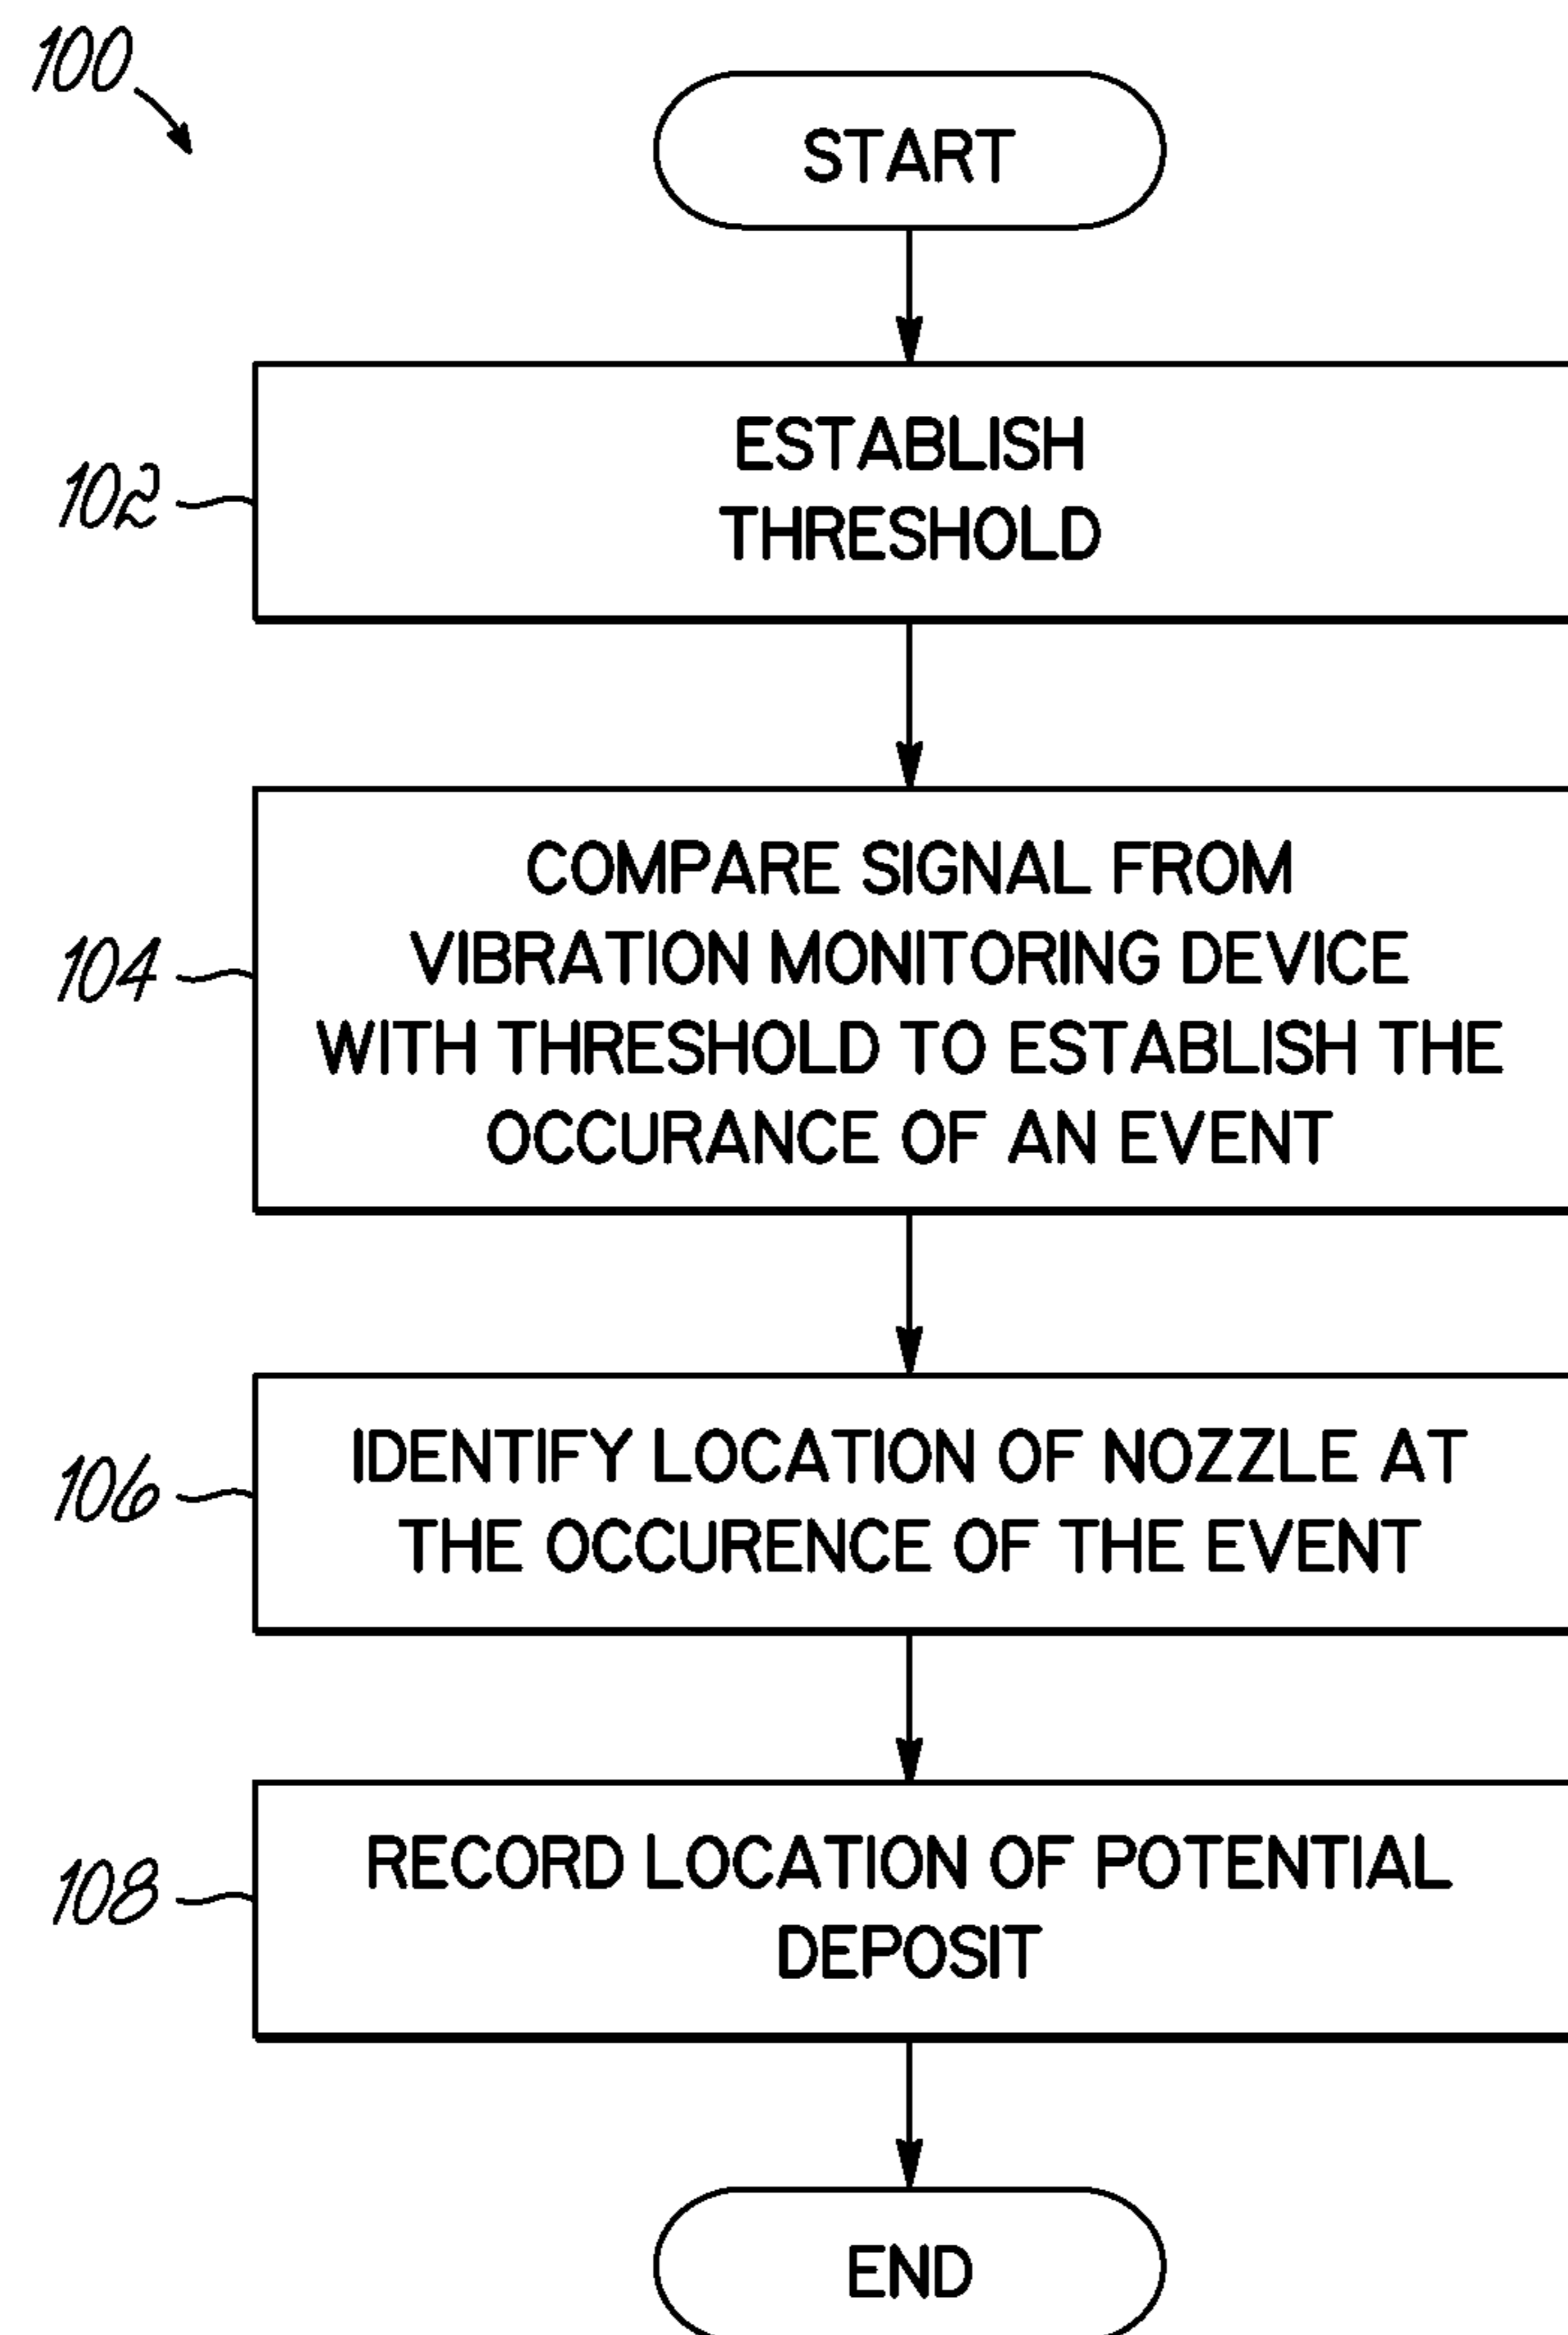 100
START
ESTABLISH
THRESHOLD
102
COMPARE SIGNAL FROM
VIBRATION MONITORING DEVICE
WITH THRESHOLD TO ESTABLISH THE
OCCURANCE OF AN EVENT
104
IDENTIFY LOCATION OF NOZZLE AT
THE OCCURENCE OF THE EVENT
106
RECORD LOCATION OF POTENTIAL
DEPOSIT
108
END